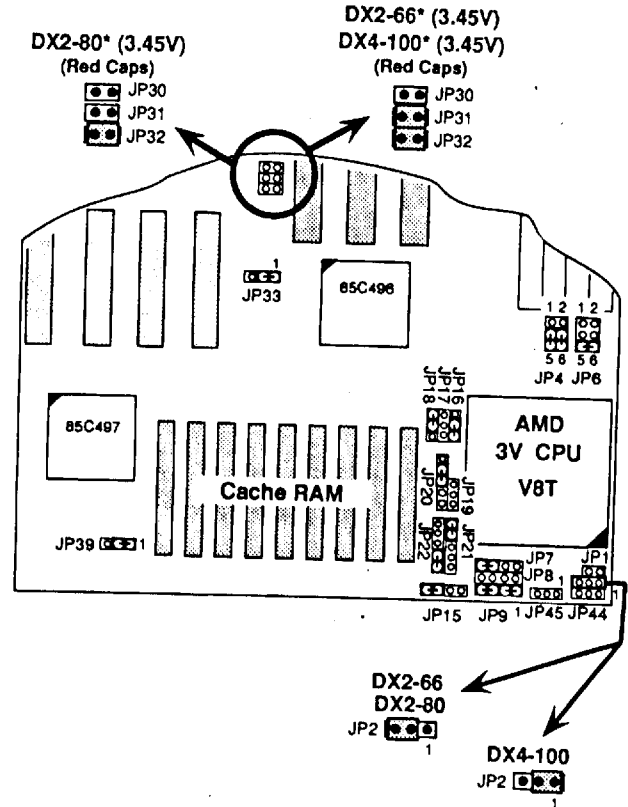 DX2-66* (3.45V)
DX2-80* (3.45V)
DX4-100* (3.45V)
(Red Caps)
(Red Caps)
JP30
JP31
JP32
JP30
JP31
JP32
1
JP33
85C496
1 2
1 2
5 6
5 6
JP4
JP6
JP18
JP17
JP16
85C497
AMD
3V CPU
V8T
Cache RAM
JP20
JP19
JP22
JP21
JP39
1
JP7
JP8
JP1
1
1
1
JP15
JP9
JP45
JP44
DX2-66
DX2-80
JP2
1
DX4-100
JP2
1